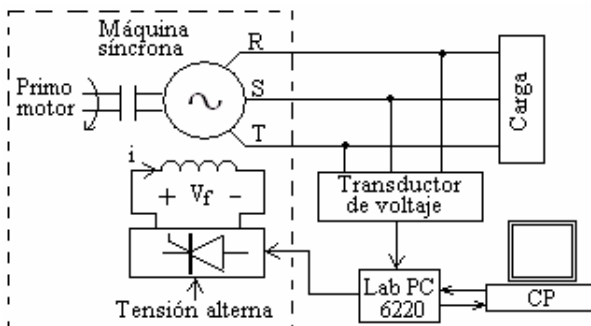 Máquina
síncrona
Primo
motor
R
S
T
Carga
i
+ Vf -
Transductor
de voltaje
Tensión alterna
Lab PC
6220
CP